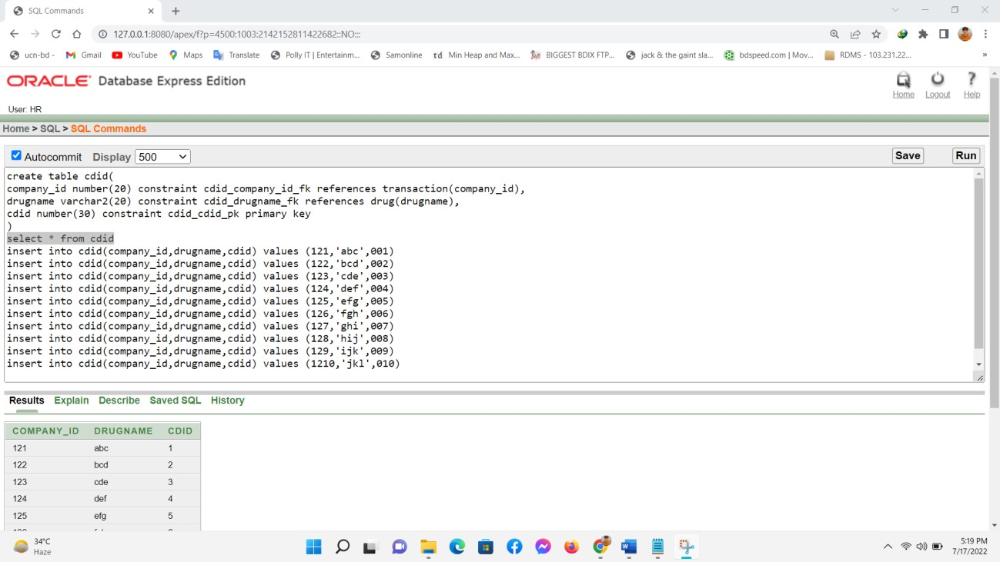 SQL Commands
127.0.0.1:8080/apex/f?p=4500:1003:2142152811422682::NO:::
ucn-bd - Gmail YouTube Maps Translate Polly IT | Entertainm... Samonline td Min Heap and Max... BIGGEST BDIX FTP... jack & the gaint sla... bdspeed.com | Mov... RDMS - 103.231.22... »
ORACLE Database Express Edition
Home Logout Help
User: HR
Home > SQL > SQL Commands
Autocommit Display 500 Save Run
create table cdid(
company_id number(20) constraint cdid_company_id_fk references transaction(company_id),
drugname varchar2(20) constraint cdid_drugname_fk references drug(drugname),
cdid number(30) constraint cdid_cdid_pk primary key
)
select * from cdid
insert into cdid(company_id,drugname,cdid) values (121,'abc',001)
insert into cdid(company_id,drugname,cdid) values (122,'bcd',002)
insert into cdid(company_id,drugname,cdid) values (123,'cde',003)
insert into cdid(company_id,drugname,cdid) values (124,'def',004)
insert into cdid(company_id,drugname,cdid) values (125,'efg',005)
insert into cdid(company_id,drugname,cdid) values (126,'fgh',006)
insert into cdid(company_id,drugname,cdid) values (127,'ghi',007)
insert into cdid(company_id,drugname,cdid) values (128,'hij',008)
insert into cdid(company_id,drugname,cdid) values (129,'ijk',009)
insert into cdid(company_id,drugname,cdid) values (1210,'jkl',010)
Results Explain Describe Saved SQL History
COMPANY_ID DRUGNAME CDID
121 abc 1
122 bcd 2
123 cde 3
124 def 4
125 efg 5
34°C
Haze
5:19 PM
7/17/2022